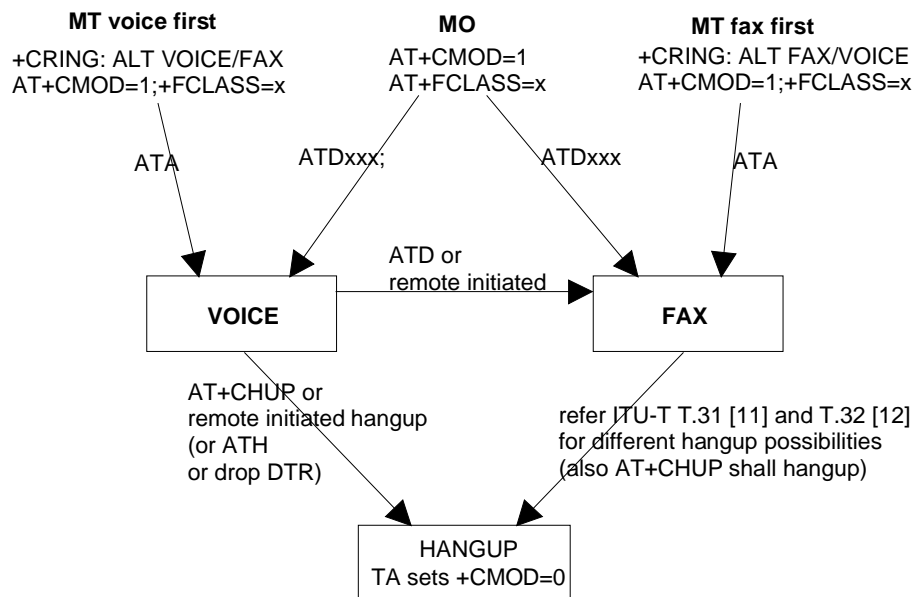 MT voice first
+CRING: ALT VOICE/FAX
AT+CMOD=1;+FCLASS=x
MO
AT+CMOD=1
AT+FCLASS=x
MT fax first
+CRING: ALT FAX/VOICE
AT+CMOD=1;+FCLASS=x
ATA
ATDxxx;
ATDxxx
ATA
ATD or
remote initiated
VOICE
FAX
AT+CHUP or
remote initiated hangup
(or ATH
or drop DTR)
refer ITU-T T.31 [11] and T.32 [12]
for different hangup possibilities
(also AT+CHUP shall hangup)
HANGUP
TA sets +CMOD=0